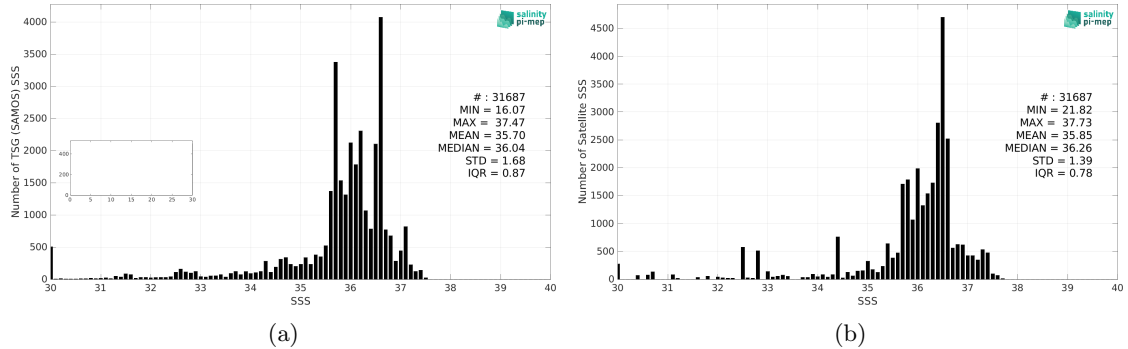 salinity
pi-mep
Number of TSG (SAMOS) SSS
4000
3500
3000
2500
2000
1500
1000
500
0
# : 31687
MIN = 16.07
MAX = 37.47
MEAN = 35.70
MEDIAN = 36.04
STD = 1.68
IQR = 0.87
400
200
0
0 5 10 15 20 25 30
30 31 32 33 34 35 36 37 38 39 40
SSS
(a)
salinity
pi-mep
Number of Satellite SSS
4500
4000
3500
3000
2500
2000
1500
1000
500
0
# : 31687
MIN = 21.82
MAX = 37.73
MEAN = 35.85
MEDIAN = 36.26
STD = 1.39
IQR = 0.78
30 31 32 33 34 35 36 37 38 39 40
SSS
(b)